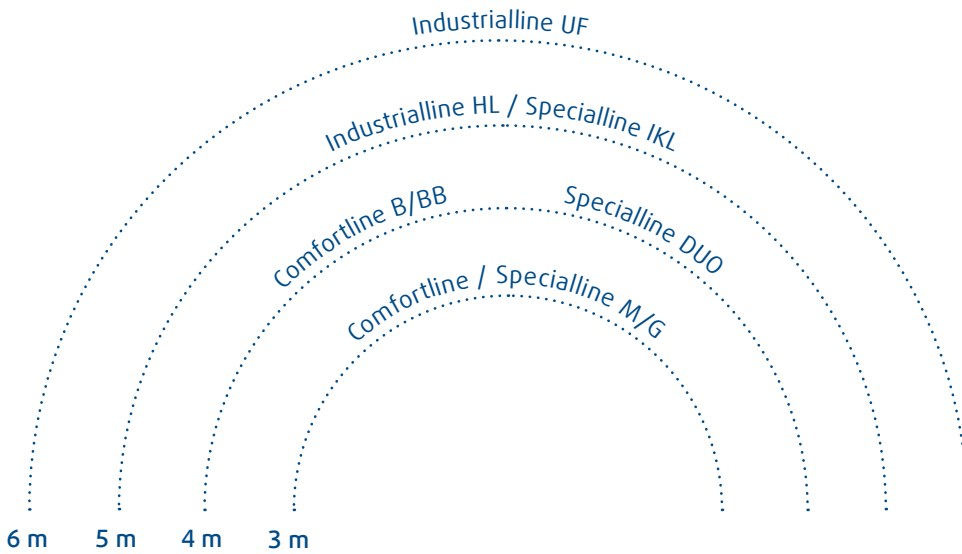 Industrialline UF
Industrialline HL / Specialline IKL
Comfortline B/BB
Specialline DUO
Comfortline / Specialline M/G
6 m
5 m
4 m
3 m